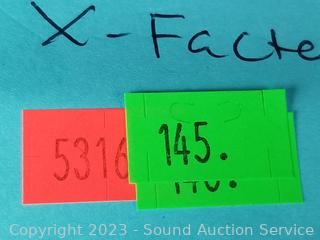 X-Facte
5316
145.
Copyright 2023 - Sound Auction Service